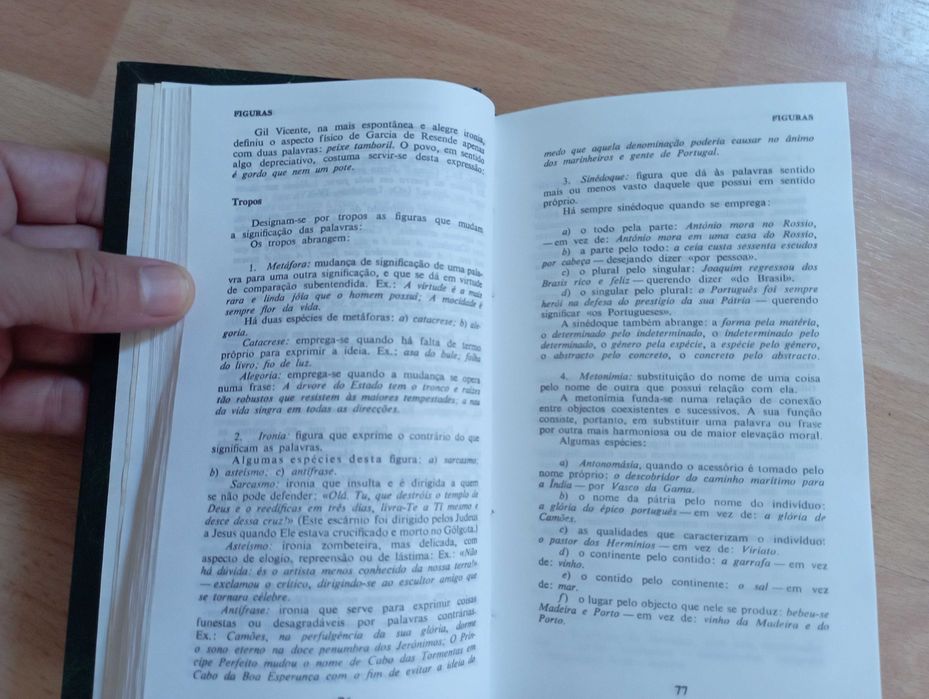 FIGURAS
Gil Vicente, na mais espontânea e alegre ironia,
definiu o aspecto físico de Garcia de Resende apenas
com duas palavras: peixe tamboril. O povo, em sentido
algo depreciativo, costuma servir-se desta expressão:
é gordo que nem um pote.
Tropos
Designam-se por tropos as figuras que mudam
a significação das palavras:
Os tropos abrangem:
1. Metáfora: mudança de significação de uma pala-
vra para uma outra significação, e que se dá em virtude
de comparação subentendida. Ex.: A virtude é a mais
rara e linda jóia que o homem possui; A mocidade é
sempre flor da vida.
Há duas espécies de metáforas: a) catacrese; b) ale-
goria.
Catacrese: emprega-se quando há falta de termo
próprio para exprimir a ideia. Ex.: asa do bule; folha
do livro; fio de luz.
Alegoria: emprega-se quando a mudança se opera
numa frase: A árvore do Estado tem o tronco e raízes
tão robustos que resistem às maiores tempestades; a nau
da vida singra em todas as direcções.
2. Ironia: figura que exprime o contrário do que
significam as palavras.
Algumas espécies desta figura: a) sarcasmo;
b) asteísmo; c) antífrase.
Sarcasmo: ironia que insulta e é dirigida a quem
se não pode defender: «Olá. Tu, que destróis o templo de
Deus e o reedificas em três dias, livra-Te a Ti mesmo e
desce dessa cruz!» (Este escárnio foi dirigido pelos Judeus
a Jesus quando Ele estava crucificado e morto no Gólgota.)
Asteísmo: ironia zombeteira, mas delicada, com
aspecto de elogio, repreensão ou de lástima: Ex.: «Não
há dúvida: és o artista menos conhecido da nossa terra!»
— exclamou o crítico, dirigindo-se ao escultor amigo que
se tornara célebre.
Antífrase: ironia que serve para exprimir coisas
funestas ou desagradáveis por palavras contrárias.
Ex.: Camões, na perfulgência da sua glória, dorme
o sono eterno na doce penumbra dos Jerónimos; O Prín-
cipe Perfeito mudou o nome de Cabo das Tormentas em
Cabo da Boa Esperança com o fim de evitar a ideia do
FIGURAS
medo que aquela denominação poderia causar no ânimo
dos marinheiros e gente de Portugal.
3. Sinédoque: figura que dá às palavras sentido
mais ou menos vasto daquele que possui em sentido
próprio.
Há sempre sinédoque quando se emprega:
a) o todo pela parte: António mora no Rossio,
— em vez de: António mora em uma casa do Rossio,
b) a parte pelo todo: a ceia custa sessenta escudos
por cabeça — desejando dizer «por pessoa».
c) o plural pelo singular: Joaquim regressou dos
Brasis rico e feliz — querendo dizer «do Brasil».
d) o singular pelo plural: o Português foi sempre
herói na defesa do prestígio da sua Pátria — querendo
significar «os Portugueses».
A sinédoque também abrange: a forma pela matéria,
o determinado pelo indeterminado, o indeterminado pelo
determinado, o género pela espécie, a espécie pelo género,
o abstracto pelo concreto, o concreto pelo abstracto.
4. Metonímia: substituição do nome de uma coisa
pelo nome de outra que possui relação com ela.
A metonímia funda-se numa relação de conexão
entre objectos coexistentes e sucessivos. A sua função
consiste, portanto, em substituir uma palavra ou frase
por outra mais harmoniosa ou de maior elevação moral.
Algumas espécies:
a) Antonomásia, quando o acessório é tomado pelo
nome próprio; o descobridor do caminho marítimo para
a Índia — por Vasco da Gama.
b) o nome da pátria pelo nome do indivíduo:
a glória do épico português — em vez de: a glória de
Camões.
c) as qualidades que caracterizam o indivíduo:
o pastor dos Hermínios — em vez de: Viriato.
d) o continente pelo contido: a garrafa — em vez
de: vinho.
e) o contido pelo continente: o sal — em vez
de: mar.
f) o lugar pelo objecto que nele se produz: bebeu-se
Madeira e Porto — em vez de: vinho da Madeira e do
Porto.
77